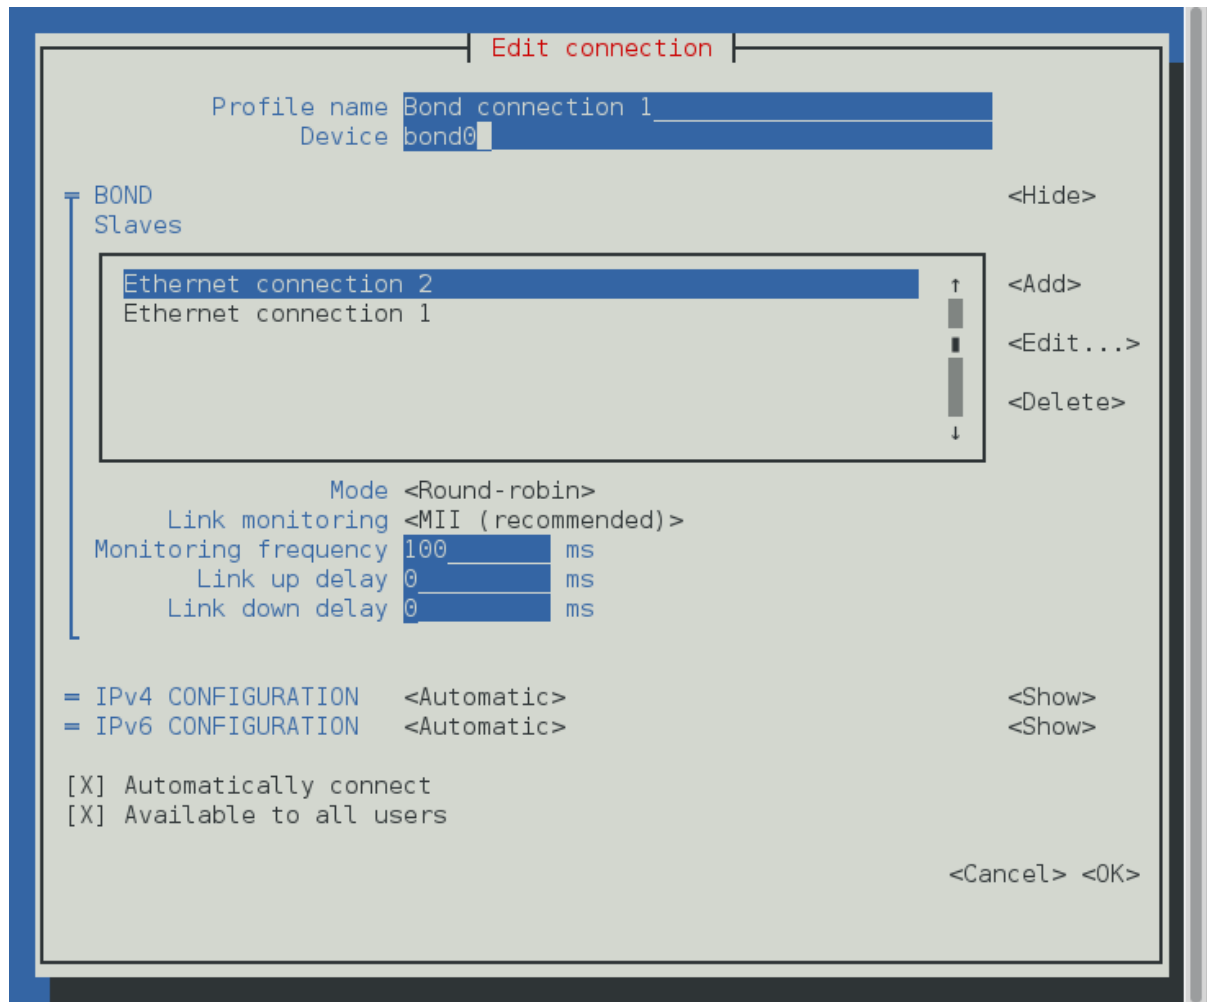 Edit connection
Profile name Bond connection 1
Device bond0
BOND <Hide>
Slaves
Ethernet connection 2 ↑ <Add>
Ethernet connection 1
<Edit...>
<Delete>
↓
Mode <Round-robin>
Link monitoring <MII (recommended)>
Monitoring frequency 100 ms
Link up delay 0 ms
Link down delay 0 ms
= IPv4 CONFIGURATION <Automatic> <Show>
= IPv6 CONFIGURATION <Automatic> <Show>
[X] Automatically connect
[X] Available to all users
<Cancel> <OK>